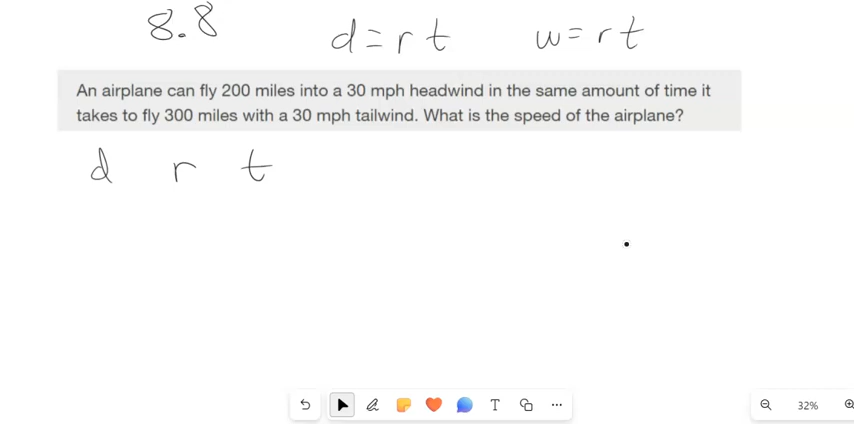 8.8
d = r t    w = r t
An airplane can fly 200 miles into a 30 mph headwind in the same amount of time it
takes to fly 300 miles with a 30 mph tailwind. What is the speed of the airplane?
d    r    t
T
32%